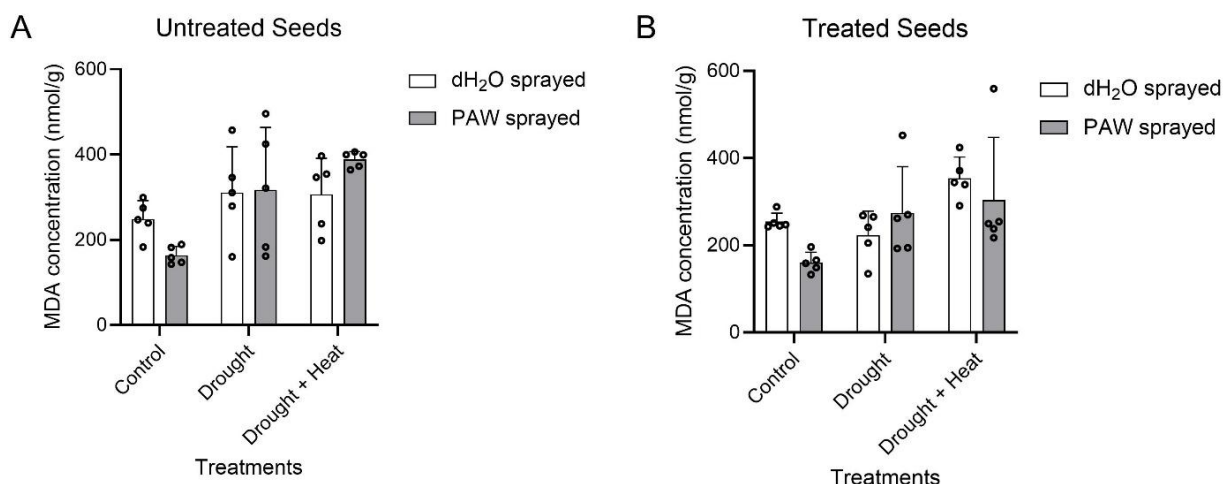 A
Untreated Seeds
MDA concentration (nmol/g)
600
400
200
0
Control
Drought
Drought + Heat
Treatments
dH₂O sprayed
PAW sprayed
B
Treated Seeds
MDA concentration (nmol/g)
600
400
200
0
Control
Drought
Drought + Heat
Treatments
dH₂O sprayed
PAW sprayed